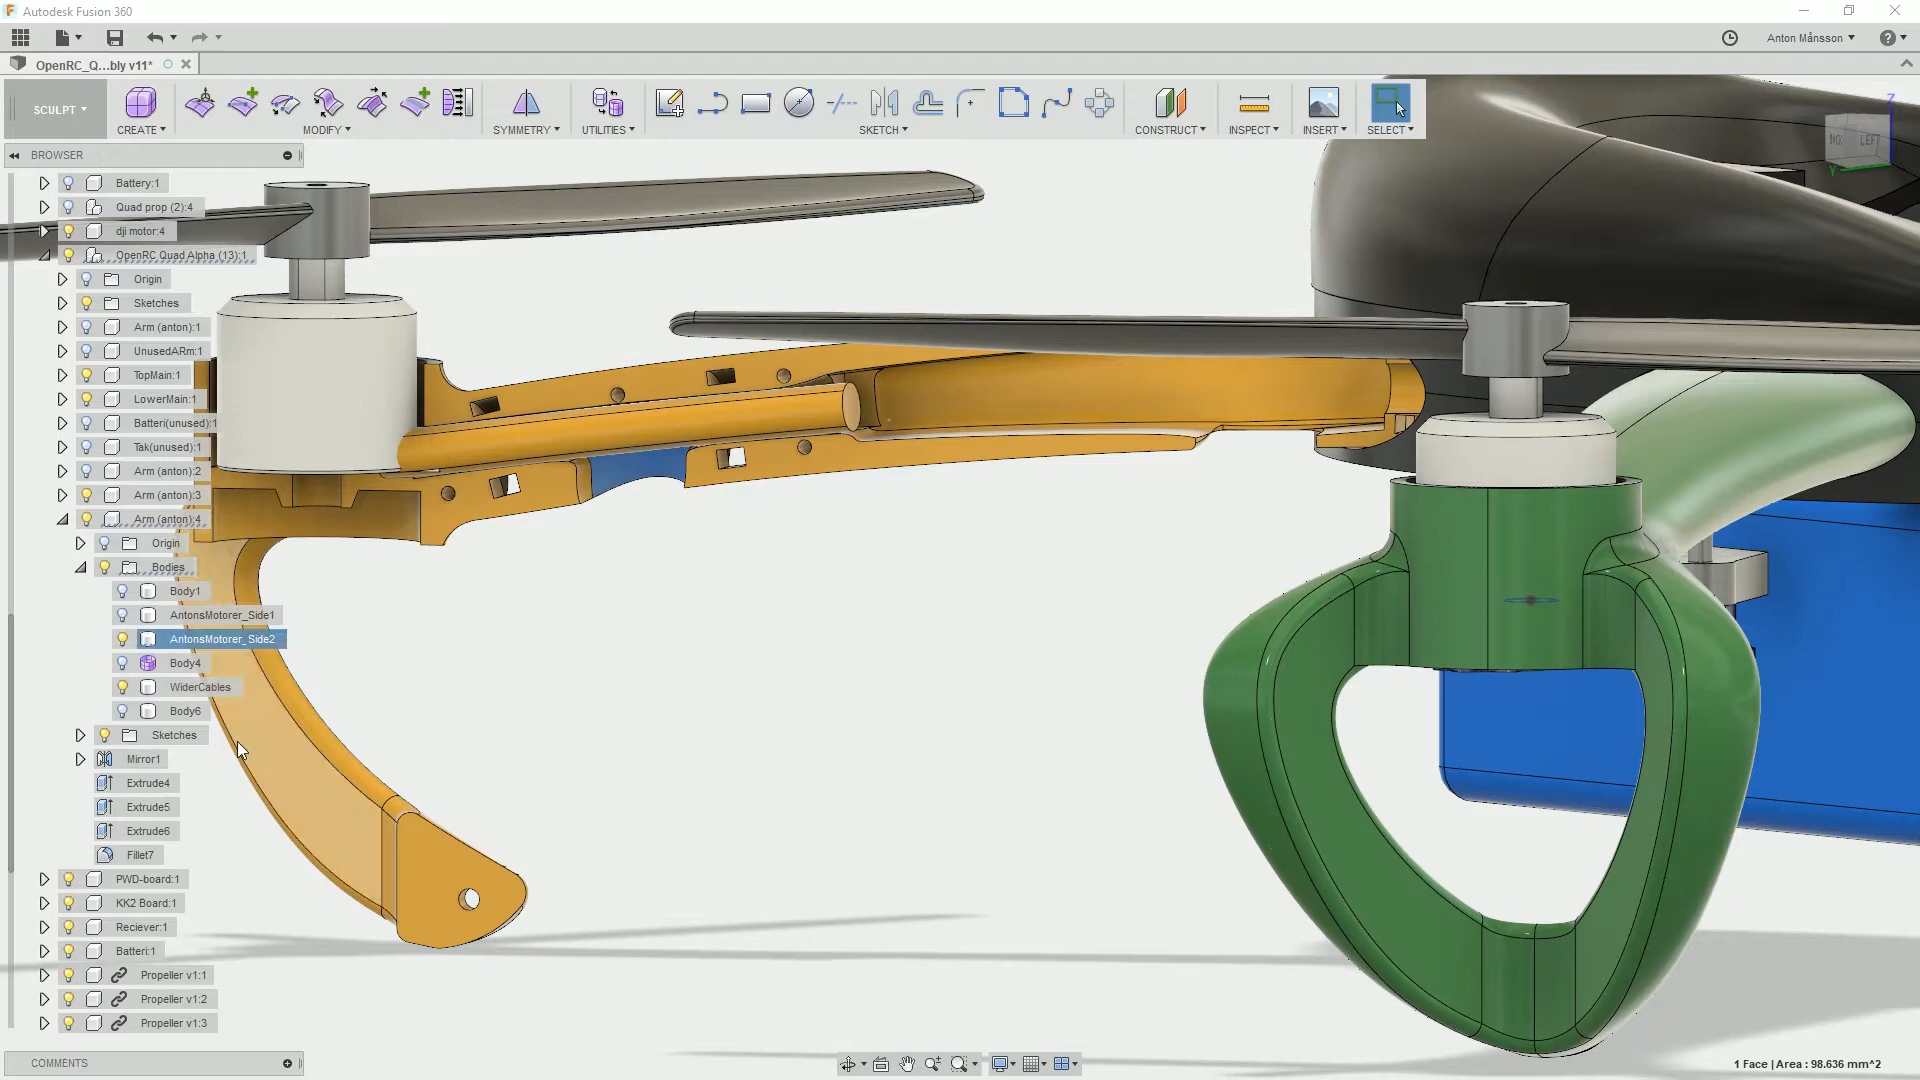 Autodesk Fusion 360
Anton Månsson
OpenRC_Q...bly v11*
SCULPT
CREATE
MODIFY
SYMMETRY
UTILITIES
SKETCH
CONSTRUCT
INSPECT
INSERT
SELECT
BROWSER
Z
LEFT
Y
Battery:1
Quad prop (2):4
dji motor:4
OpenRC Quad Alpha (13):1
Origin
Sketches
Arm (anton):1
UnusedARm:1
TopMain:1
LowerMain:1
Batteri(unused):1
Tak(unused):1
Arm (anton):2
Arm (anton):3
Arm (anton):4
Origin
Bodies
Body1
AntonsMotorer_Side1
AntonsMotorer_Side2
Body4
WiderCables
Body6
Sketches
Mirror1
Extrude4
Extrude5
Extrude6
Fillet7
PWD-board:1
KK2 Board:1
Reciever:1
Batteri:1
Propeller v1:1
Propeller v1:2
Propeller v1:3
COMMENTS
1 Face | Area : 98.636 mm^2